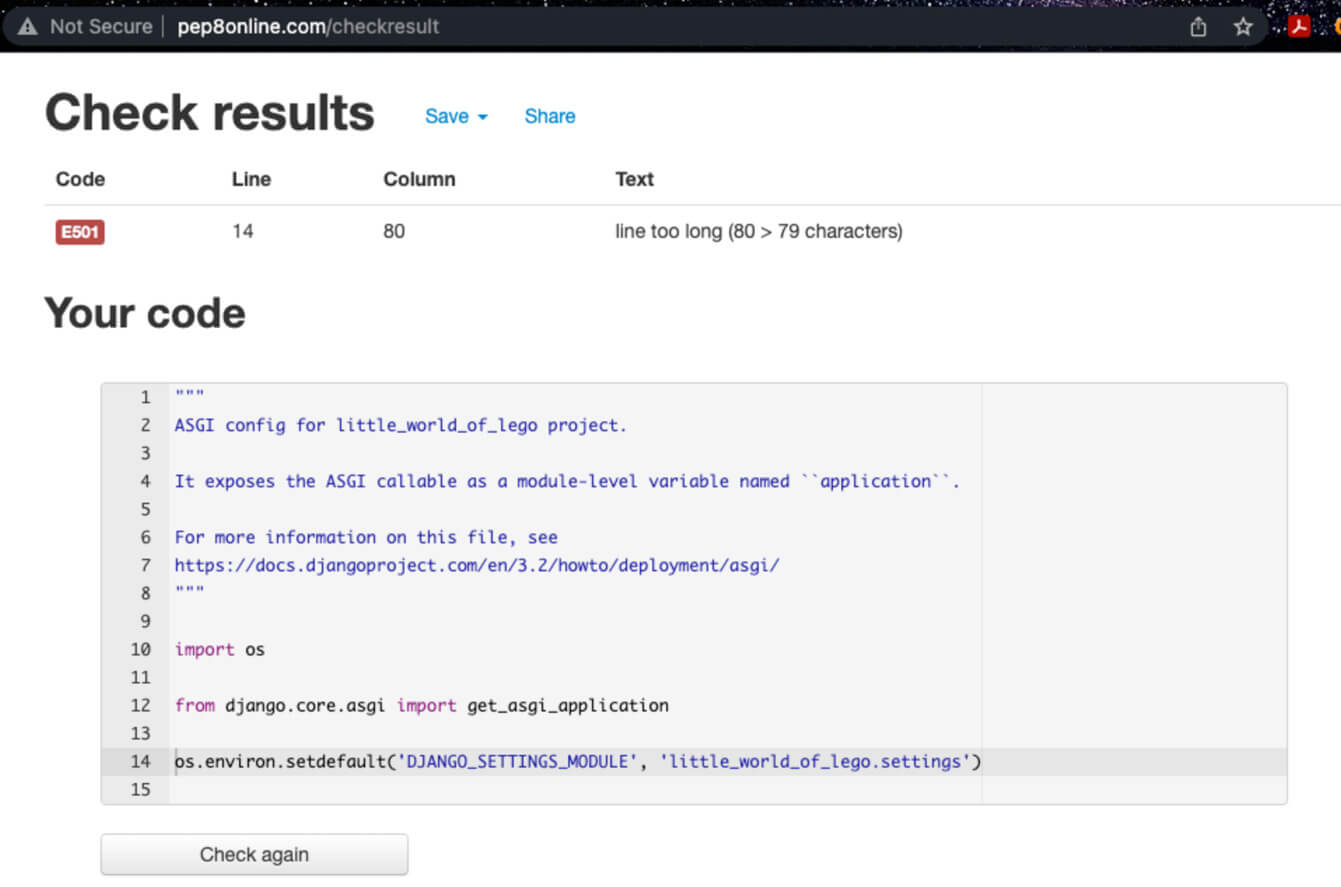 Not Secure | pep8online.com/checkresult
Check results Save Share
Code Line Column Text
E501 14 80 line too long (80 > 79 characters)
Your code
1 """
2 ASGI config for little_world_of_lego project.
3
4 It exposes the ASGI callable as a module-level variable named ``application``.
5
6 For more information on this file, see
7 https://docs.djangoproject.com/en/3.2/howto/deployment/asgi/
8 """
9
10 import os
11
12 from django.core.asgi import get_asgi_application
13
14 os.environ.setdefault('DJANGO_SETTINGS_MODULE', 'little_world_of_lego.settings')
15
Check again